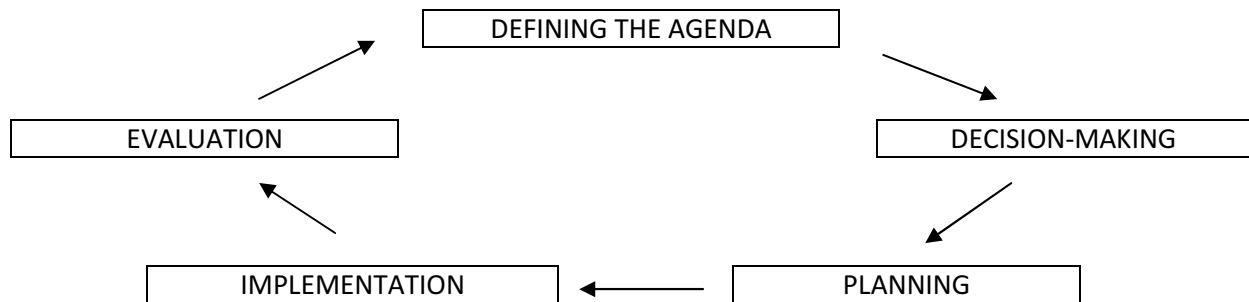 DEFINING THE AGENDA
EVALUATION
DECISION-MAKING
IMPLEMENTATION
PLANNING